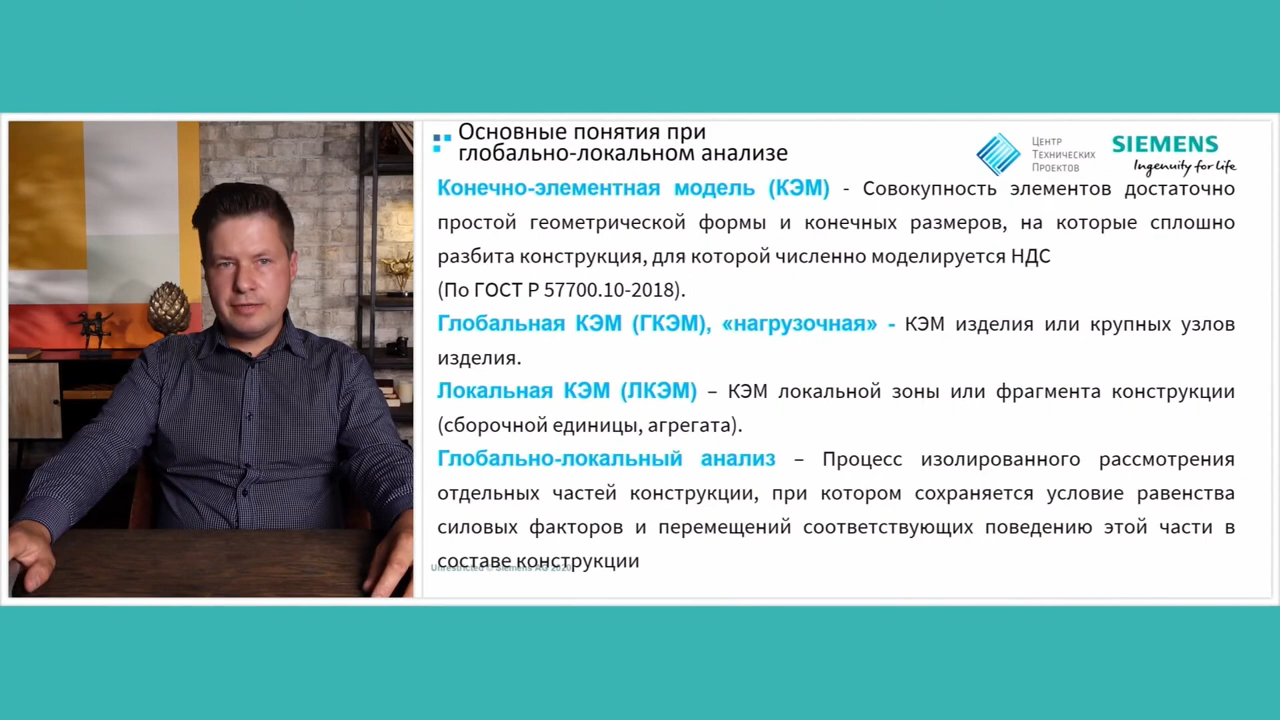 Основные понятия при
глобально-локальном анализе
Центр
Технических
Проектов
SIEMENS
Ingenuity for Life
Конечно-элементная модель (КЭМ) - Совокупность элементов достаточно
простой геометрической формы и конечных размеров, на которые сплошно
разбита конструкция, для которой численно моделируется НДС
(По ГОСТ Р 57700.10-2018).
Глобальная КЭМ (ГКЭМ), «нагрузочная» - КЭМ изделия или крупных узлов
изделия.
Локальная КЭМ (ЛКЭМ) – КЭМ локальной зоны или фрагмента конструкции
(сборочной единицы, агрегата).
Глобально-локальный анализ – Процесс изолированного рассмотрения
отдельных частей конструкции, при котором сохраняется условие равенства
силовых факторов и перемещений соответствующих поведению этой части в
составе конструкции
Unrestricted © Siemens AG 2020